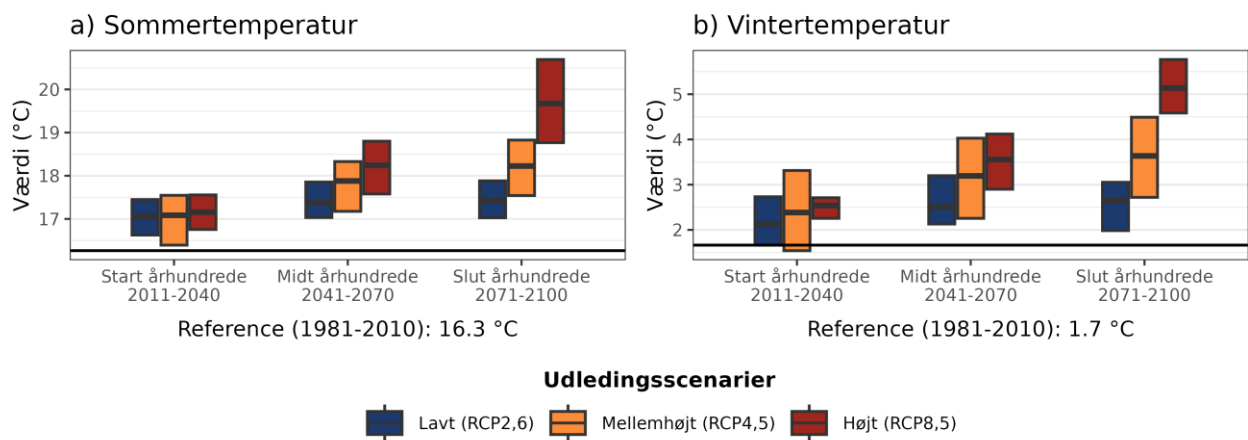 a) Sommertemperatur
Værdi (°C)
20
19
18
17
Start århundrede
2011-2040
Midt århundrede
2041-2070
Slut århundrede
2071-2100
Reference (1981-2010): 16.3 °C
b) Vintertemperatur
Værdi (°C)
5
4
3
2
Start århundrede
2011-2040
Midt århundrede
2041-2070
Slut århundrede
2071-2100
Reference (1981-2010): 1.7 °C
Udledingsscenarier
Lavt (RCP2,6)
Mellemhøjt (RCP4,5)
Højt (RCP8,5)